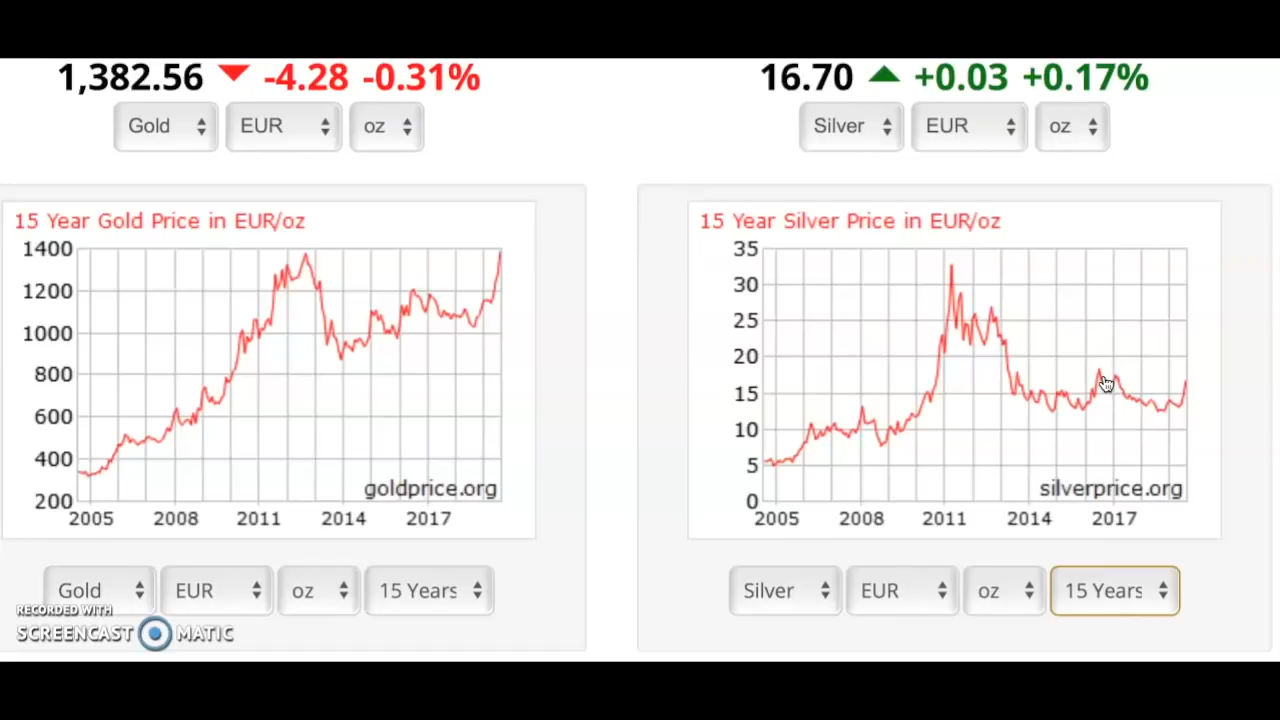 1,382.56 -4.28 -0.31%
Gold EUR oz
15 Year Gold Price in EUR/oz
1400
1200
1000
800
600
400
200
goldprice.org
2005 2008 2011 2014 2017
Gold EUR oz 15 Years
RECORDED WITH
SCREENCAST MATIC
16.70 +0.03 +0.17%
Silver EUR oz
15 Year Silver Price in EUR/oz
35
30
25
20
15
10
5
0
silverprice.org
2005 2008 2011 2014 2017
Silver EUR oz 15 Years